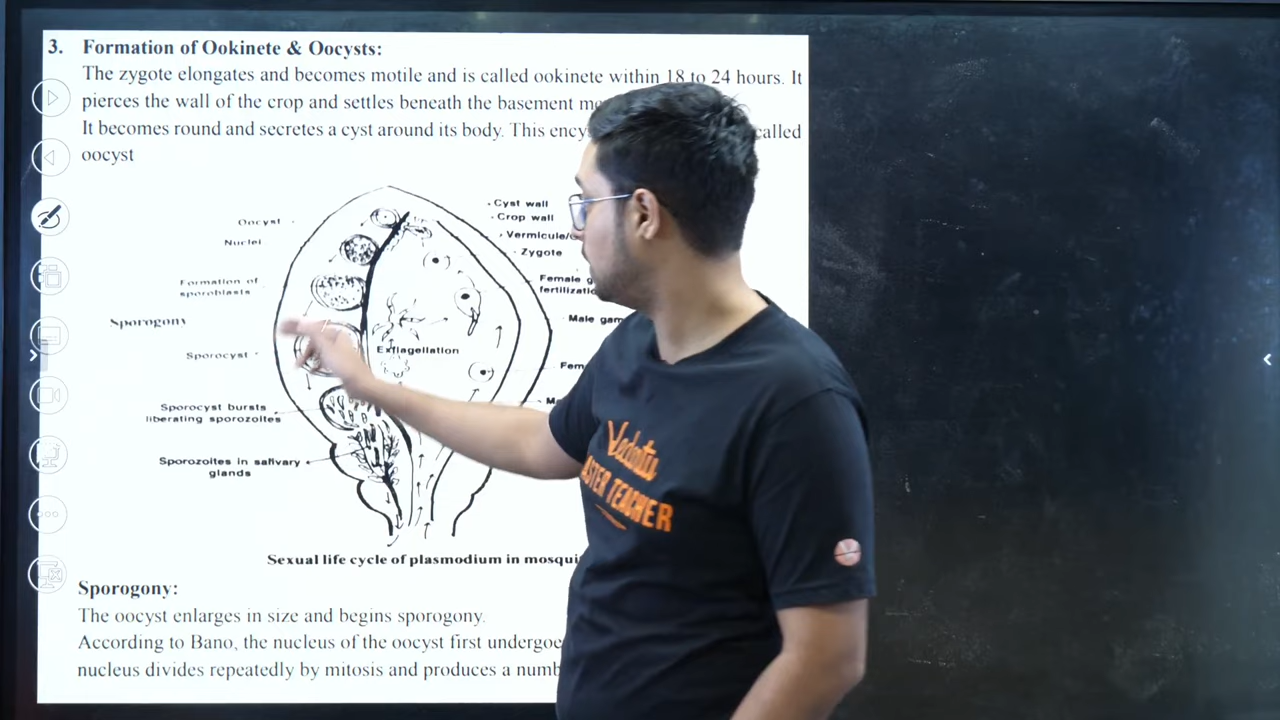 3. Formation of Ookinete & Oocysts:
The zygote elongates and becomes motile and is called ookinete within 18 to 24 hours. It
pierces the wall of the crop and settles beneath the basement
It becomes round and secretes a cyst around its body. This called
oocyst
Oocyst
Nuclei
Formation of
sporoblasts
Sporogony
Sporocyst
Sporocyst bursts
liberating sporozoites
Sporozoites in salivary
glands
Exflagellation
Cyst wall
Crop wall
Vermicule/
Zygote
Female
fertilizatio
Male gam
Fem
Ma
Sexual life cycle of plasmodium in mosqui
Sporogony:
The oocyst enlarges in size and begins sporogony.
According to Bano, the nucleus of the oocyst first undergoe
nucleus divides repeatedly by mitosis and produces a numb
Vedantu
ASTER TEACHER